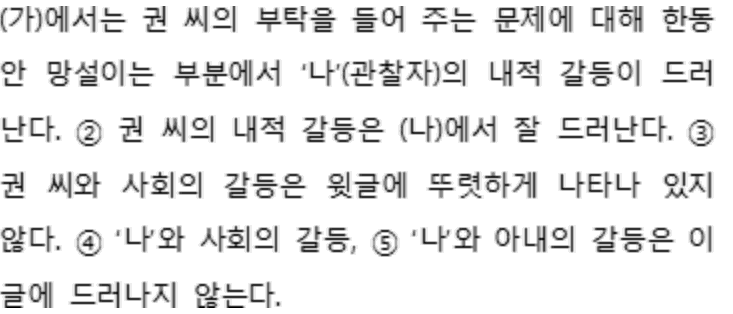 (가)에서는 권 씨의 부탁을 들어 주는 문제에 대해 한동
안 망설이는 부분에서 ‘나’(관찰자)의 내적 갈등이 드러
난다. ② 권 씨의 내적 갈등은 (나)에서 잘 드러난다. ③
권 씨와 사회의 갈등은 윗글에 뚜렷하게 나타나 있지
않다. ④ ‘나’와 사회의 갈등, ⑤ ‘나’와 아내의 갈등은 이
글에 드러나지 않는다.